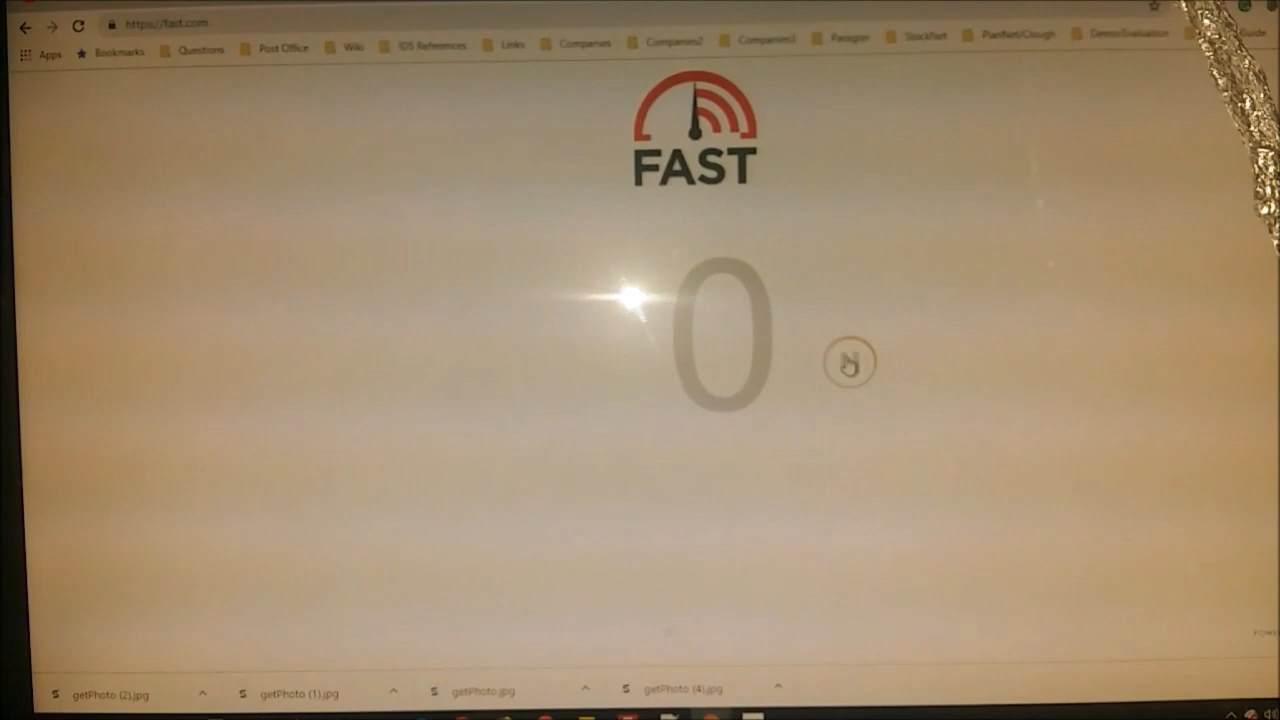 https://fast.com
Apps Bookmarks Questions Post Office Wiki IDS References Links Companies Companies2 Companies3 Paragon StockNet PlanNet/Clough Demo/Evaluation Guide
FAST
0
getPhoto (2).jpg getPhoto (1).jpg getPhoto.jpg getPhoto (4).jpg